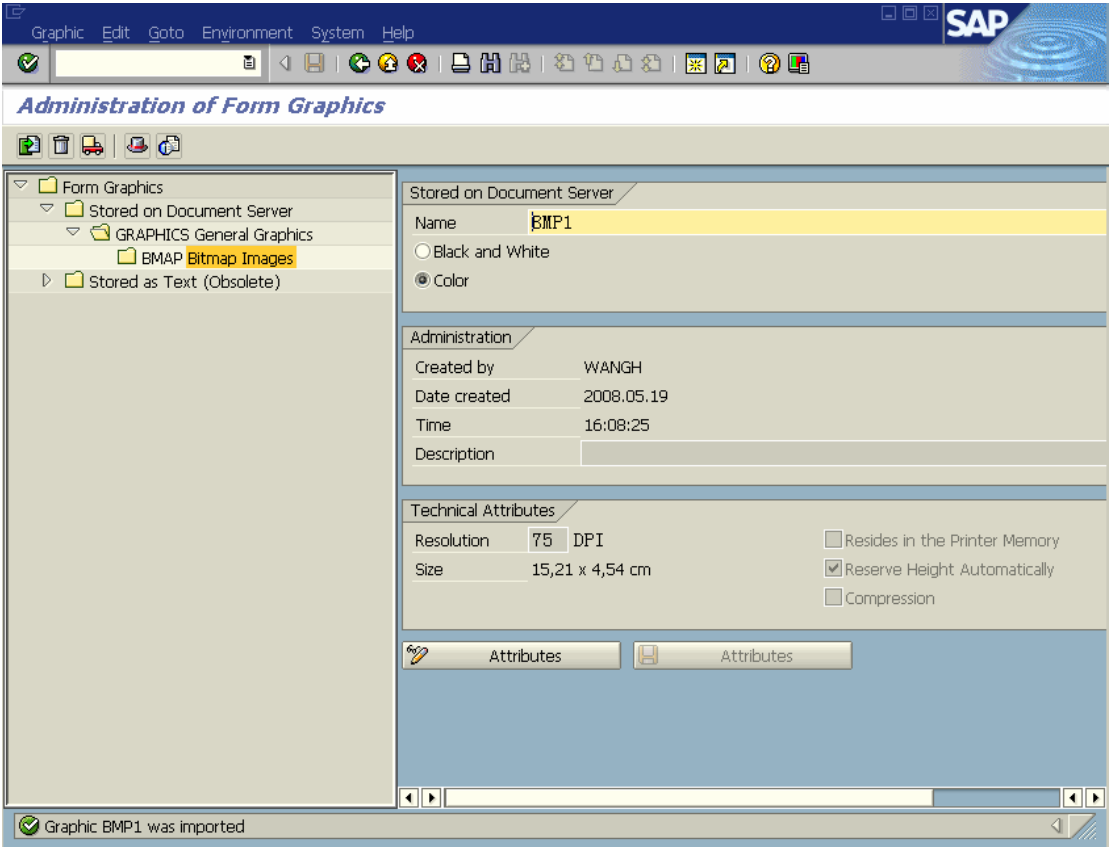 Graphic Edit Goto Environment System Help
SAP
Administration of Form Graphics
Form Graphics
Stored on Document Server
GRAPHICS General Graphics
BMAP Bitmap Images
Stored as Text (Obsolete)
Stored on Document Server
Name BMP1
Black and White
Color
Administration
Created by WANGH
Date created 2008.05.19
Time 16:08:25
Description
Technical Attributes
Resolution 75 DPI Resides in the Printer Memory
Size 15,21 x 4,54 cm Reserve Height Automatically
Compression
Attributes Attributes
Graphic BMP1 was imported